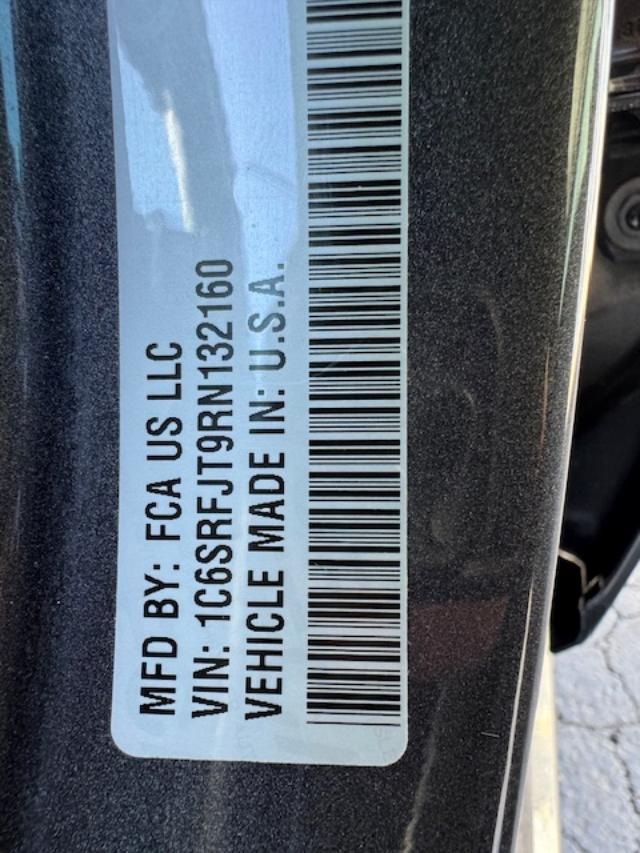 MFD BY: FCA US LLC
VIN: 1C6SRFJT9RN132160
VEHICLE MADE IN: U.S.A.